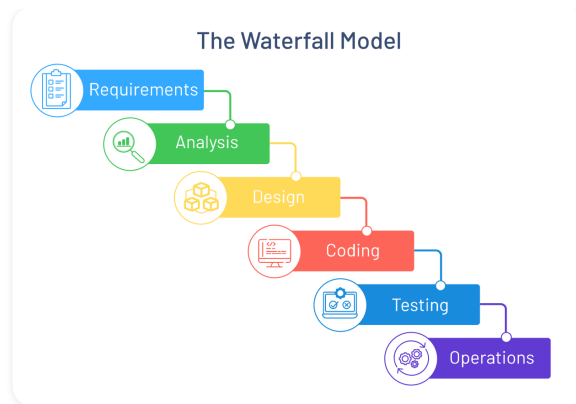 The Waterfall Model
Requirements
Analysis
Design
Coding
Testing
Operations